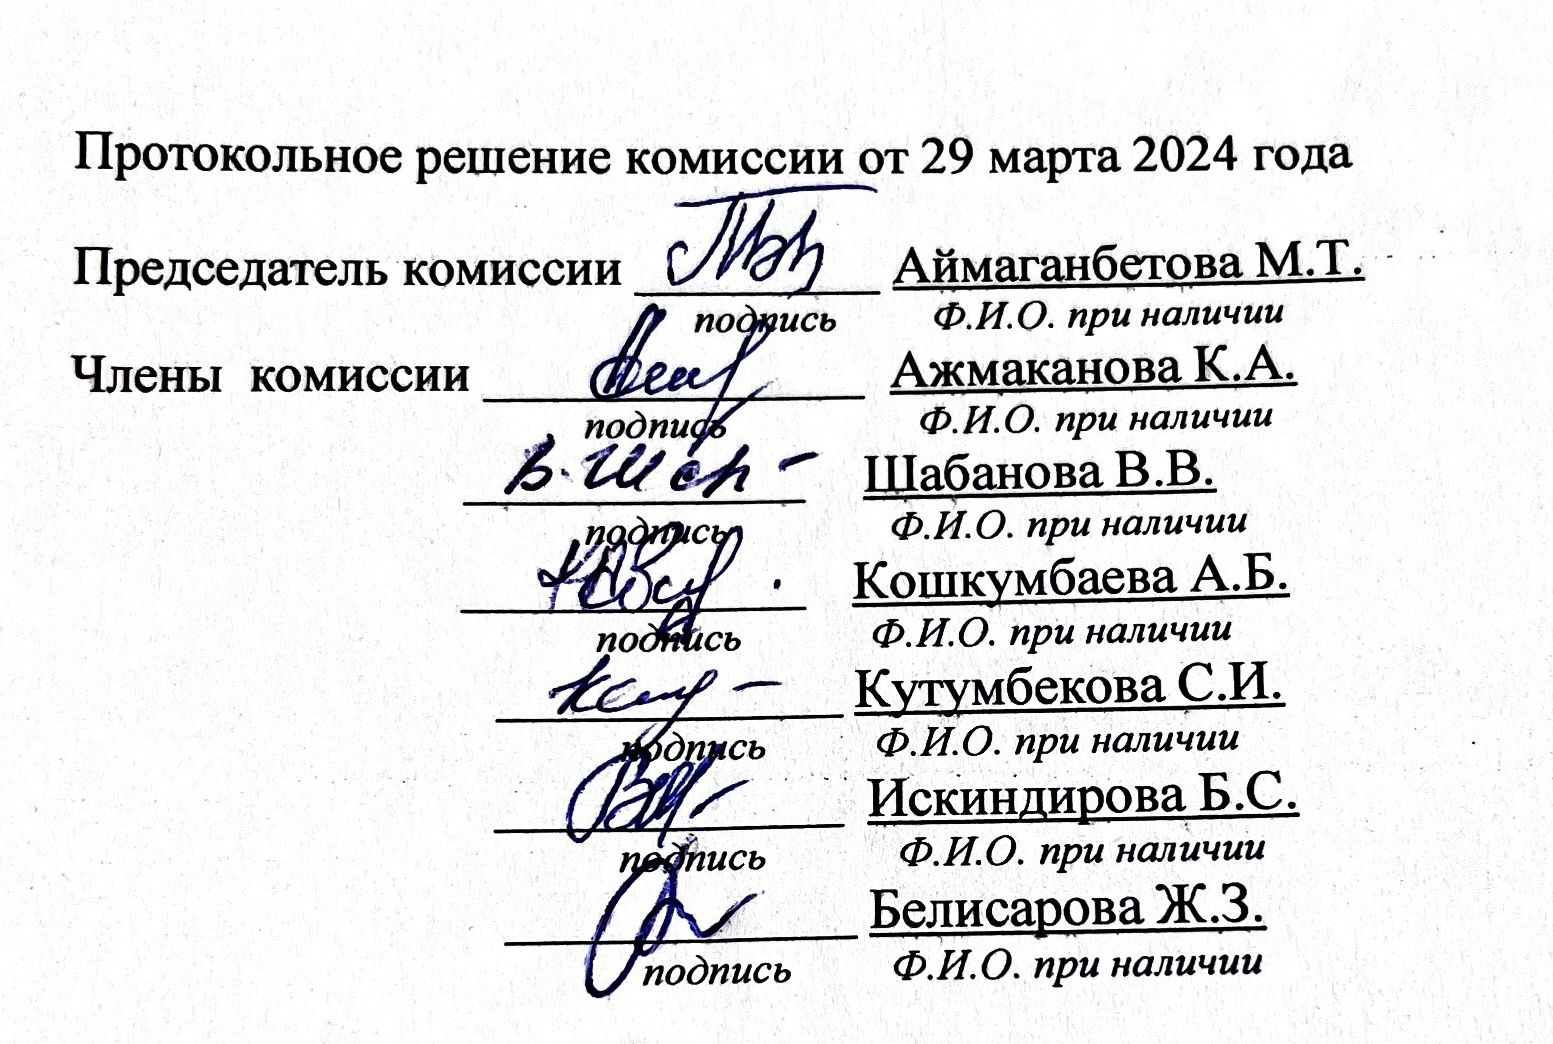 Протокольное решение комиссии от 29 марта 2024 года
Председатель комиссии Аймаганбетова М.Т.
подпись Ф.И.О. при наличии
Члены комиссии Ажмаканова К.А.
подпись Ф.И.О. при наличии
Шабанова В.В.
подпись Ф.И.О. при наличии
Кошкумбаева А.Б.
подпись Ф.И.О. при наличии
Кутумбекова С.И.
подпись Ф.И.О. при наличии
Искиндирова Б.С.
подпись Ф.И.О. при наличии
Белисарова Ж.З.
подпись Ф.И.О. при наличии